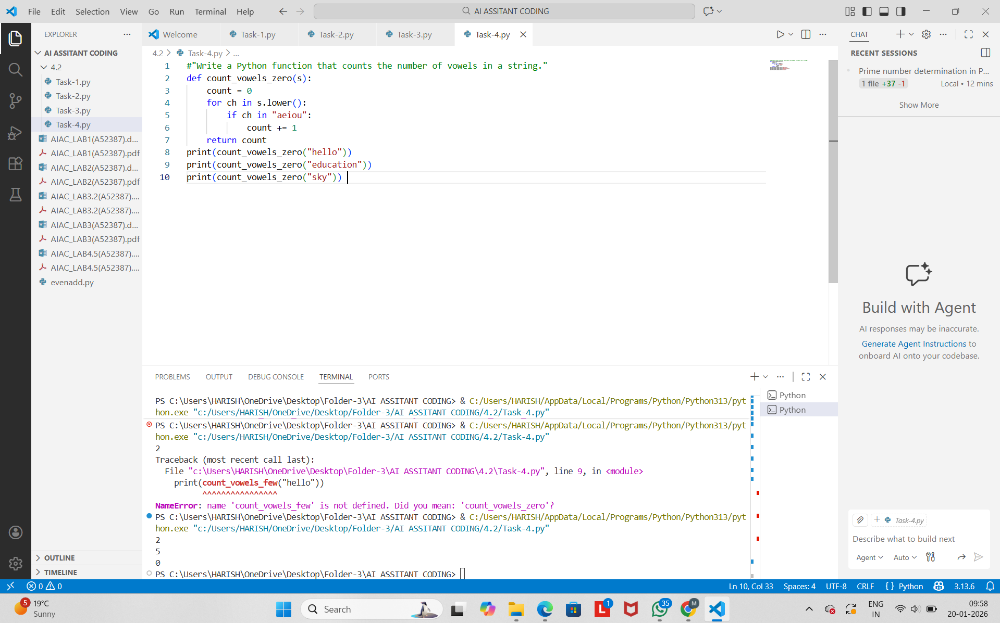 File Edit Selection View Go Run Terminal Help
AI ASSITANT CODING
EXPLORER
AI ASSITANT CODING
4.2
Task-1.py
Task-2.py
Task-3.py
Task-4.py
AIAC_LAB1(A52387).d...
AIAC_LAB1(A52387).pdf
AIAC_LAB2(A52387).d...
AIAC_LAB2(A52387).pdf
AIAC_LAB3.2(A52387)....
AIAC_LAB3.2(A52387)....
AIAC_LAB3(A52387).d...
AIAC_LAB3(A52387).pdf
AIAC_LAB4.5(A52387)....
AIAC_LAB4.5(A52387)....
evenadd.py
OUTLINE
TIMELINE
Welcome Task-1.py Task-2.py Task-3.py Task-4.py
4.2 > Task-4.py > ...
1 #"Write a Python function that counts the number of vowels in a string."
2 def count_vowels_zero(s):
3 count = 0
4 for ch in s.lower():
5 if ch in "aeiou":
6 count += 1
7 return count
8 print(count_vowels_zero("hello"))
9 print(count_vowels_zero("education"))
10 print(count_vowels_zero("sky"))
PROBLEMS OUTPUT DEBUG CONSOLE TERMINAL PORTS
PS C:\Users\HARISH\OneDrive\Desktop\Folder-3\AI ASSITANT CODING> & C:/Users/HARISH/AppData/Local/Programs/Python/Python313/pyt
hon.exe "c:/Users/HARISH/OneDrive/Desktop/Folder-3/AI ASSITANT CODING/4.2/Task-4.py"
PS C:\Users\HARISH\OneDrive\Desktop\Folder-3\AI ASSITANT CODING> & C:/Users/HARISH/AppData/Local/Programs/Python/Python313/pyt
hon.exe "c:/Users/HARISH/OneDrive/Desktop/Folder-3/AI ASSITANT CODING/4.2/Task-4.py"
2
Traceback (most recent call last):
File "c:\Users\HARISH\OneDrive\Desktop\Folder-3\AI ASSITANT CODING\4.2\Task-4.py", line 9, in <module>
print(count_vowels_few("hello"))
^^^^^^^^^^^^^^^^
NameError: name 'count_vowels_few' is not defined. Did you mean: 'count_vowels_zero'?
PS C:\Users\HARISH\OneDrive\Desktop\Folder-3\AI ASSITANT CODING> & C:/Users/HARISH/AppData/Local/Programs/Python/Python313/pyt
hon.exe "c:/Users/HARISH/OneDrive/Desktop/Folder-3/AI ASSITANT CODING/4.2/Task-4.py"
2
5
0
PS C:\Users\HARISH\OneDrive\Desktop\Folder-3\AI ASSITANT CODING>
Python
Python
CHAT
RECENT SESSIONS
Prime number determination in P...
1 file +37 -1 Local • 12 mins
Show More
Build with Agent
AI responses may be inaccurate.
Generate Agent Instructions to
onboard AI onto your codebase.
Task-4.py
Describe what to build next
Agent Auto
0 0
Ln 10, Col 33 Spaces: 4 UTF-8 CRLF { } Python 3.13.6
5
19°C
Sunny
Search
L
1
35
M
ENG
IN
09:58
20-01-2026